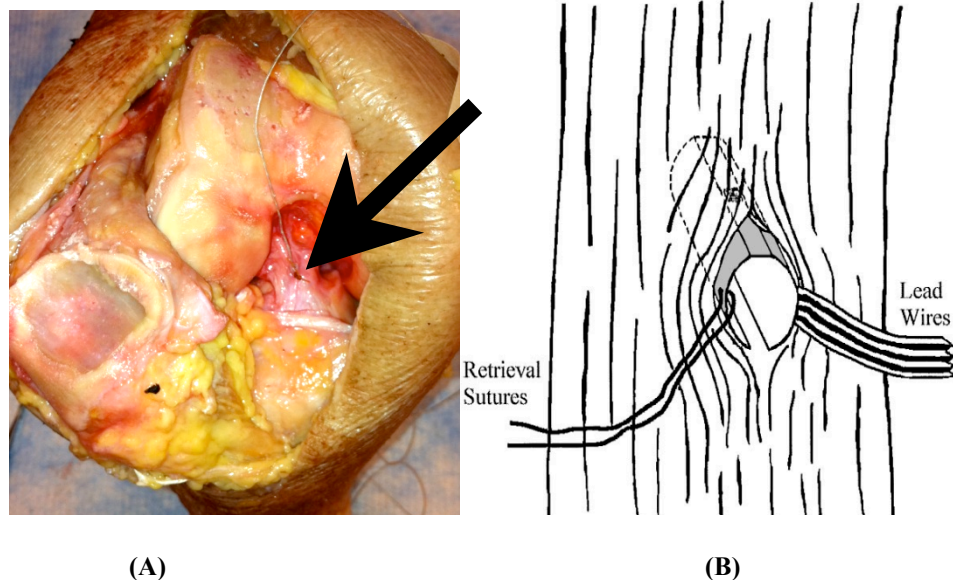 Lead
Wires
Retrieval
Sutures
(A)
(B)